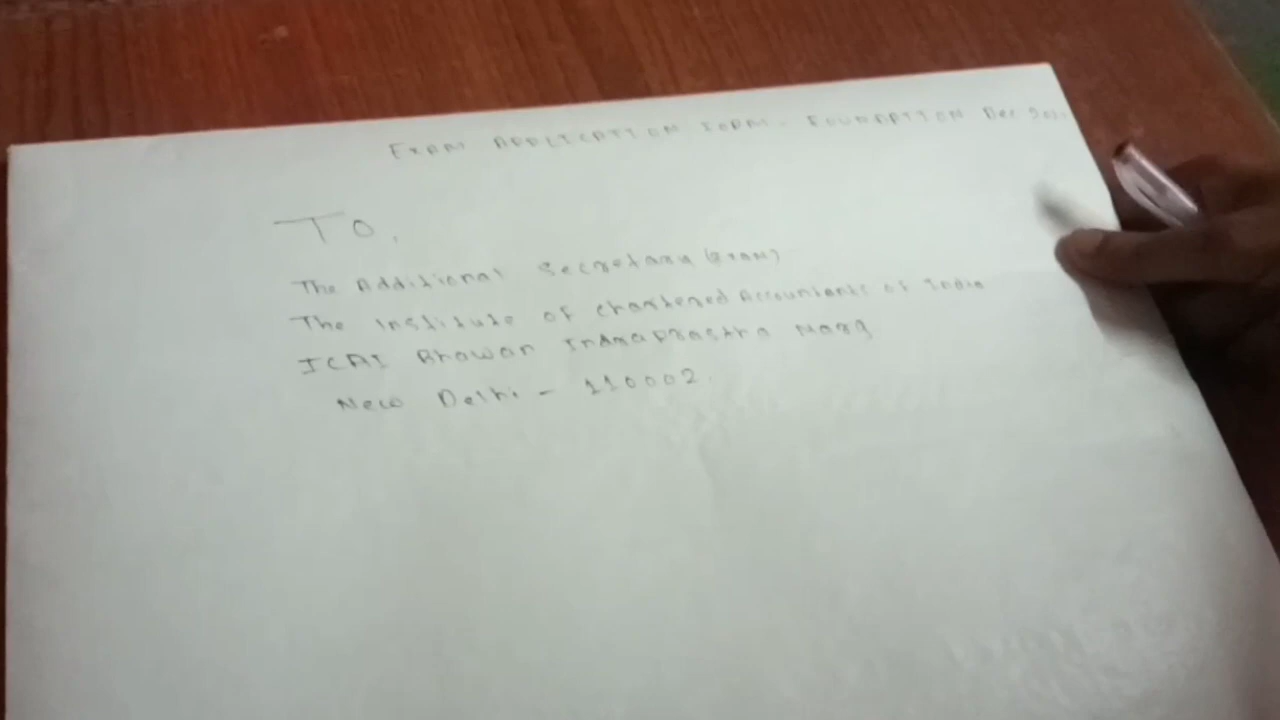 EXAM APPLICATION FORM - FOUNDATION Dec
To,
The Additional Secretary (EXAM)
The Institute of Chartered Accountants of India
ICAI Bhawan Indraprastha Marg
New Delhi - 110002.